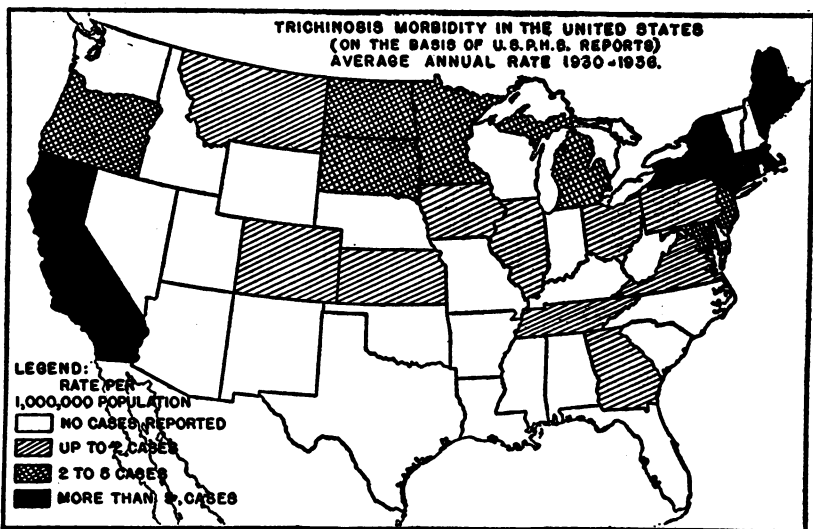 TRICHINOSIS MORBIDITY IN THE UNITED STATES
(ON THE BASIS OF U.S.P.H.S. REPORTS)
AVERAGE ANNUAL RATE 1930-1936.
LEGEND:
RATE PER
1,000,000 POPULATION
NO CASES REPORTED
UP TO 2 CASES
2 TO 5 CASES
MORE THAN CASES